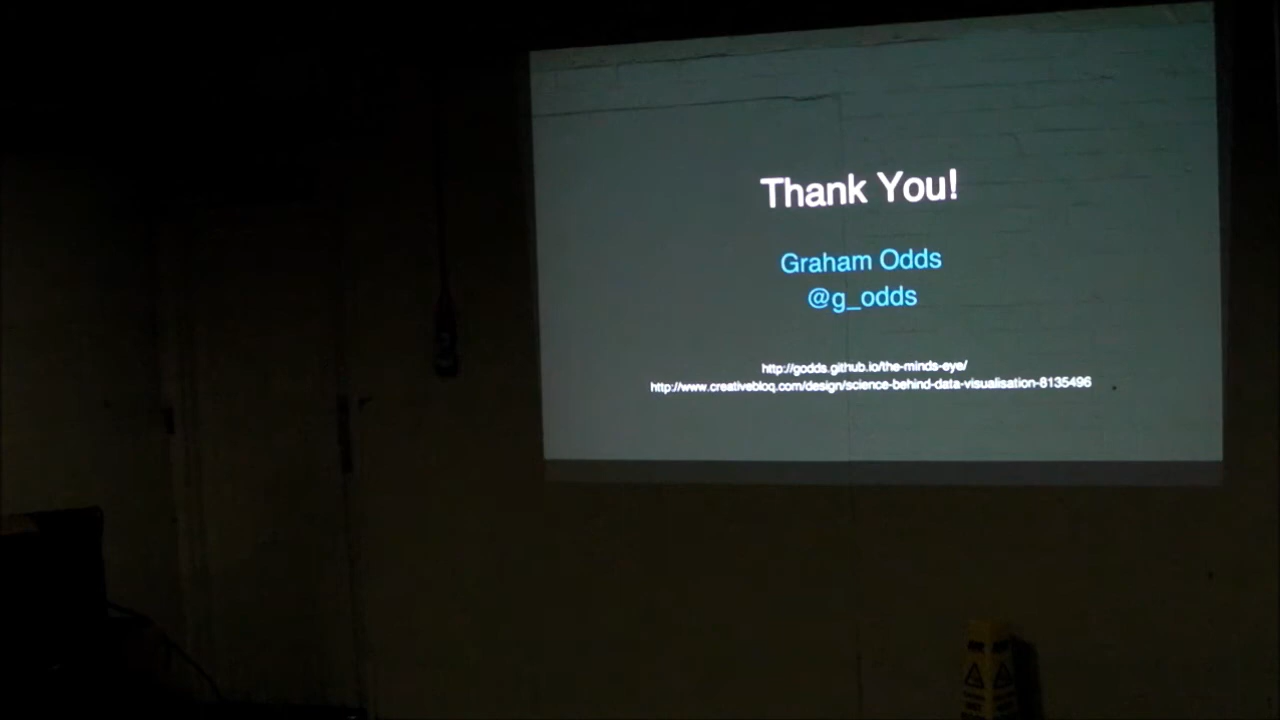 Thank You!
Graham Odds
@g_odds
http://godds.github.io/the-minds-eye/
http://www.creativebloq.com/design/science-behind-data-visualisation-8135496